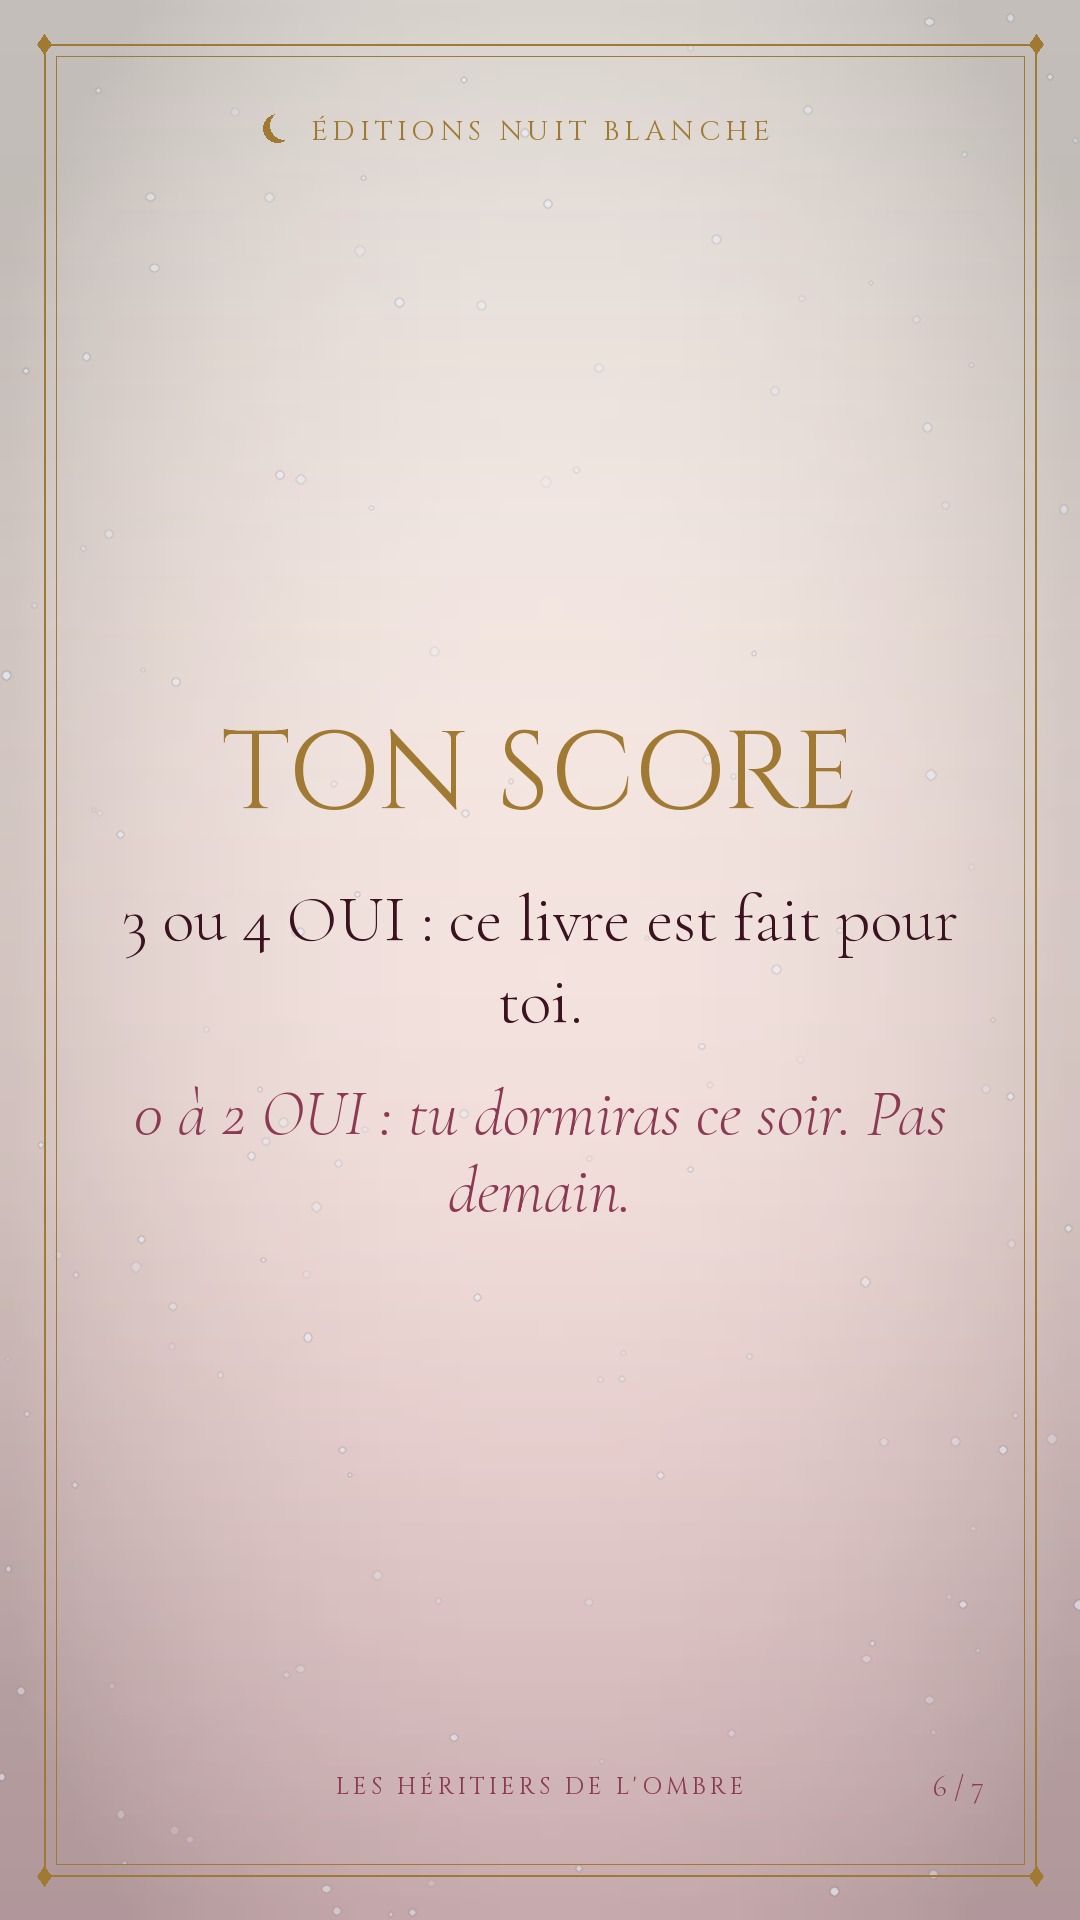 ÉDITIONS NUIT BLANCHE
TON SCORE
3 ou 4 OUI : ce livre est fait pour
toi.
0 à 2 OUI : tu dormiras ce soir. Pas
demain.
LES HÉRITIERS DE L'OMBRE
6 / 7